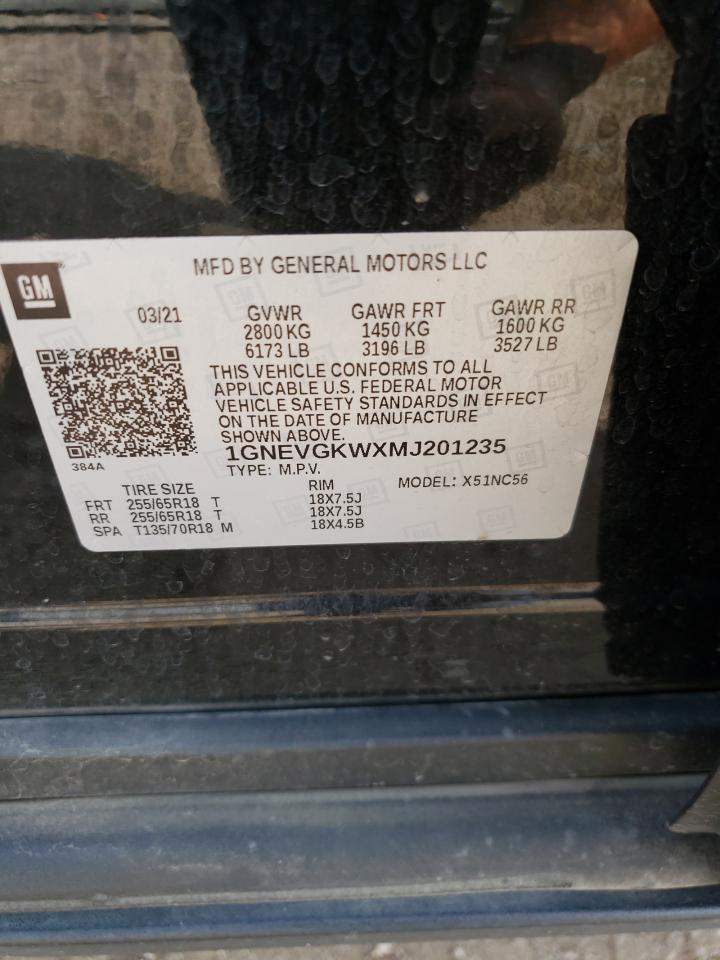 GM
MFD BY GENERAL MOTORS LLC
03/21 GVWR GAWR FRT GAWR RR
2800 KG 1450 KG 1600 KG
6173 LB 3196 LB 3527 LB
THIS VEHICLE CONFORMS TO ALL
APPLICABLE U.S. FEDERAL MOTOR
VEHICLE SAFETY STANDARDS IN EFFECT
ON THE DATE OF MANUFACTURE
SHOWN ABOVE.
384A
1GNEVGKWXMJ201235
TYPE: M.P.V. MODEL: X51NC56
TIRE SIZE RIM
FRT 255/65R18 T 18X7.5J
RR 255/65R18 T 18X7.5J
SPA T135/70R18 M 18X4.5B